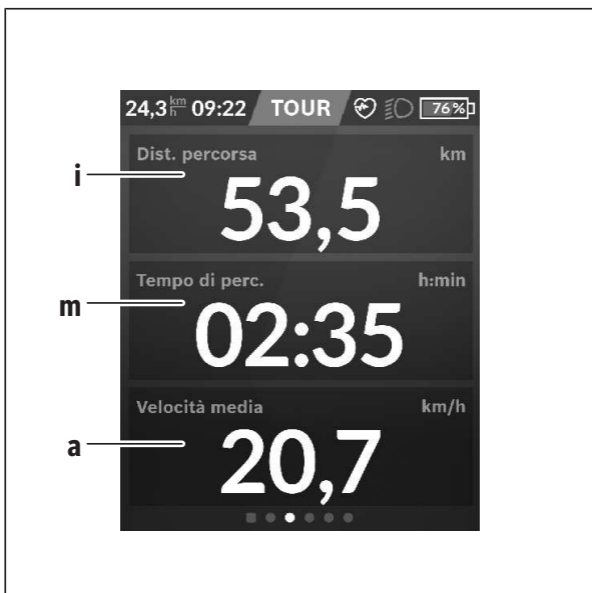 24,3 km/h 09:22 TOUR 76%
i Dist. percorsa km
53,5
m Tempo di perc. h:min
02:35
a Velocità media km/h
20,7